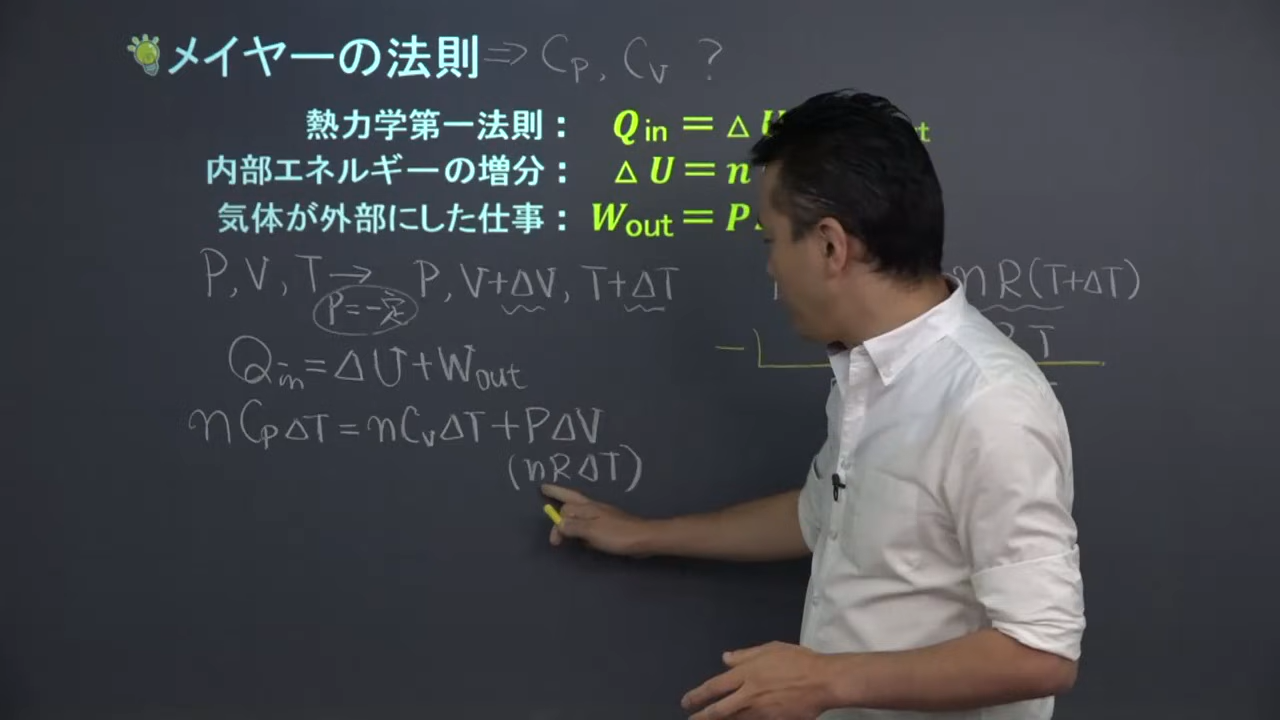 メイヤーの法則 ⇒ Cp, Cv ?
熱力学第一法則： Qin＝△U
内部エネルギーの増分： △U＝n
気体が外部にした仕事： Wout＝P
P, V, T → P, V+ΔV, T+ΔT
P=一定
nR(T+ΔT)
−
T
Qin=ΔU+Wout
nCpΔT=nCvΔT+PΔV
(nRΔT)